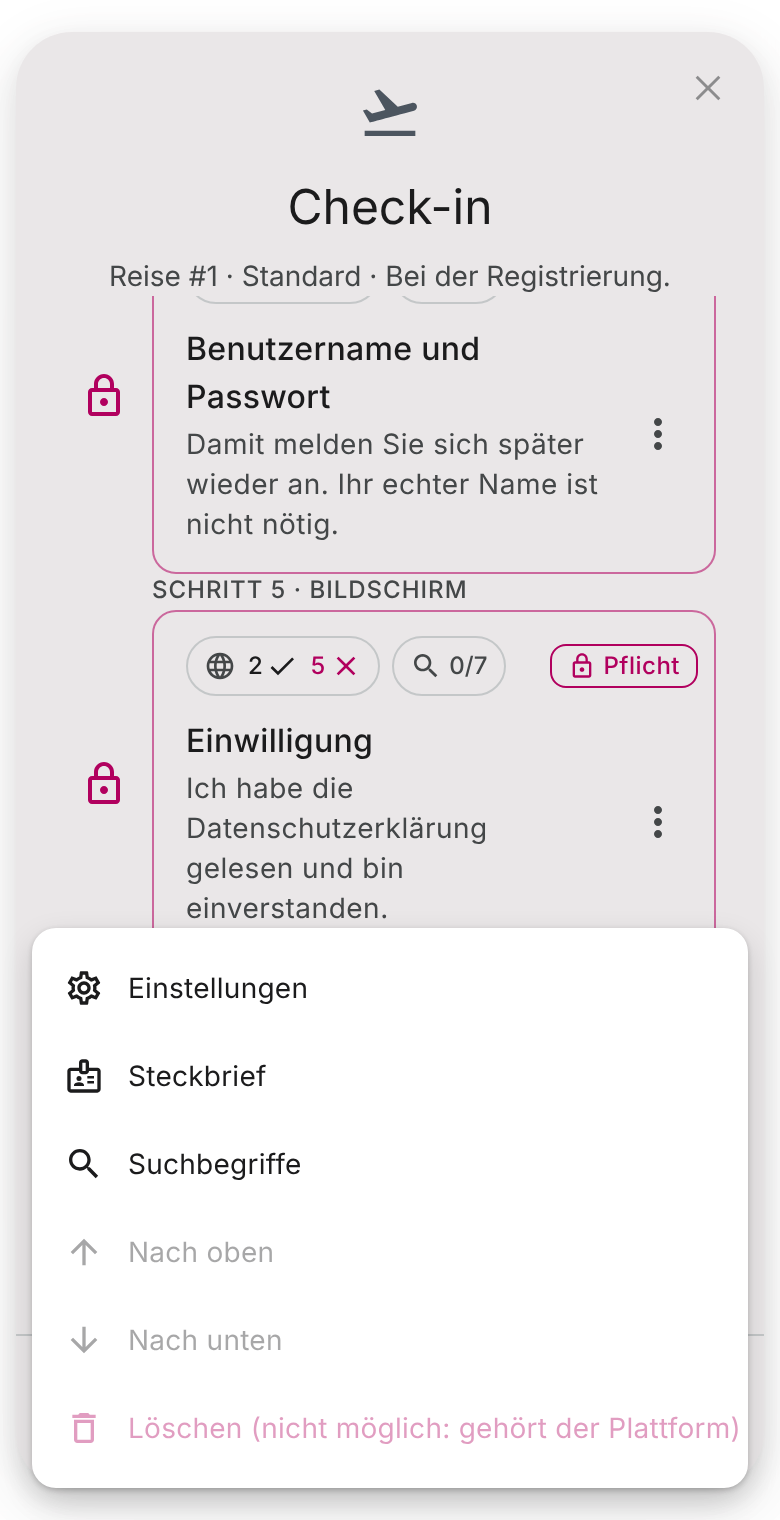 Check-in
Reise #1 · Standard · Bei der Registrierung.
Benutzername und
Passwort
Damit melden Sie sich später
wieder an. Ihr echter Name ist
nicht nötig.
SCHRITT 5 · BILDSCHIRM
2 5 0/7 Pflicht
Einwilligung
Ich habe die
Datenschutzerklärung
gelesen und bin
einverstanden.
Einstellungen
Steckbrief
Suchbegriffe
Nach oben
Nach unten
Löschen (nicht möglich: gehört der Plattform)